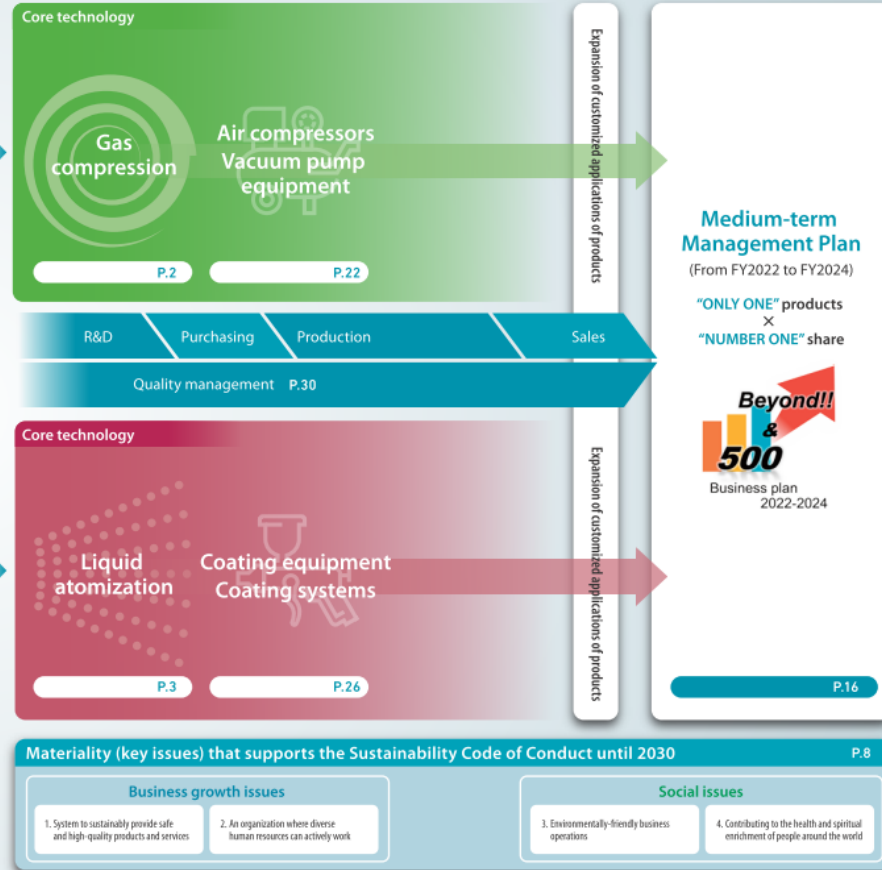 Core technology
Gas
compression
Air compressors
Vacuum pump
equipment
P.2
P.22
Expansion of customized applications of products
R&D
Purchasing
Production
Sales
Quality management P.30
Core technology
Liquid
atomization
Coating equipment
Coating systems
P.3
P.26
Expansion of customized applications of products
Medium-term
Management Plan
(From FY2022 to FY2024)
"ONLY ONE" products
×
"NUMBER ONE" share
Beyond!!
&
500
Business plan
2022-2024
P.16
Materiality (key issues) that supports the Sustainability Code of Conduct until 2030
P.8
Business growth issues
1. System to sustainably provide safe
and high-quality products and services
2. An organization where diverse
human resources can actively work
Social issues
3. Environmentally-friendly business
operations
4. Contributing to the health and spiritual
enrichment of people around the world